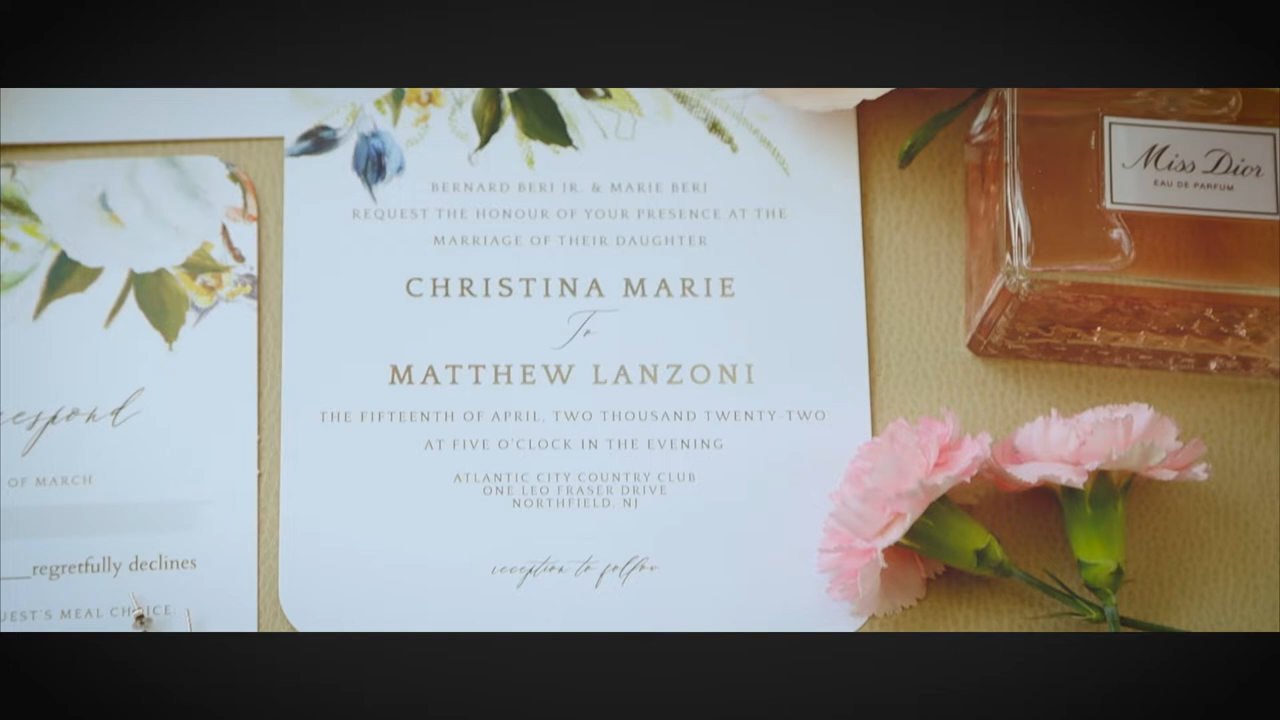 BERNARD BERI JR. & MARIE BERI
REQUEST THE HONOUR OF YOUR PRESENCE AT THE
MARRIAGE OF THEIR DAUGHTER
CHRISTINA MARIE
To
MATTHEW LANZONI
THE FIFTEENTH OF APRIL, TWO THOUSAND TWENTY-TWO
AT FIVE O'CLOCK IN THE EVENING
ATLANTIC CITY COUNTRY CLUB
ONE LEO FRASER DRIVE
NORTHFIELD, NJ
reception to follow
OF MARCH
regretfully declines
MEAL CHOICE
Miss Dior
EAU DE PARFUM